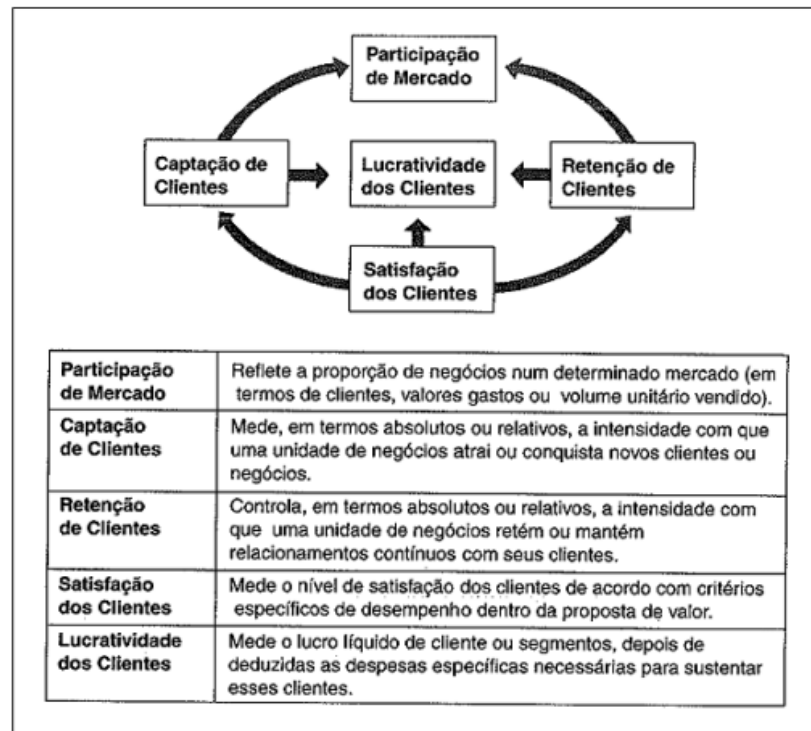 Participação
de Mercado
Captação de
Clientes
Lucratividade
dos Clientes
Retenção de
Clientes
Satisfação
dos Clientes
Participação
de Mercado
Reflete a proporção de negócios num determinado mercado (em
termos de clientes, valores gastos ou volume unitário vendido).
Captação
de Clientes
Mede, em termos absolutos ou relativos, a intensidade com que
uma unidade de negócios atrai ou conquista novos clientes ou
negócios.
Retenção
de Clientes
Controla, em termos absolutos ou relativos, a intensidade com
que uma unidade de negócios retém ou mantém
relacionamentos contínuos com seus clientes.
Satisfação
dos Clientes
Mede o nível de satisfação dos clientes de acordo com critérios
específicos de desempenho dentro da proposta de valor.
Lucratividade
dos Clientes
Mede o lucro líquido de cliente ou segmentos, depois de
deduzidas as despesas específicas necessárias para sustentar
esses clientes.